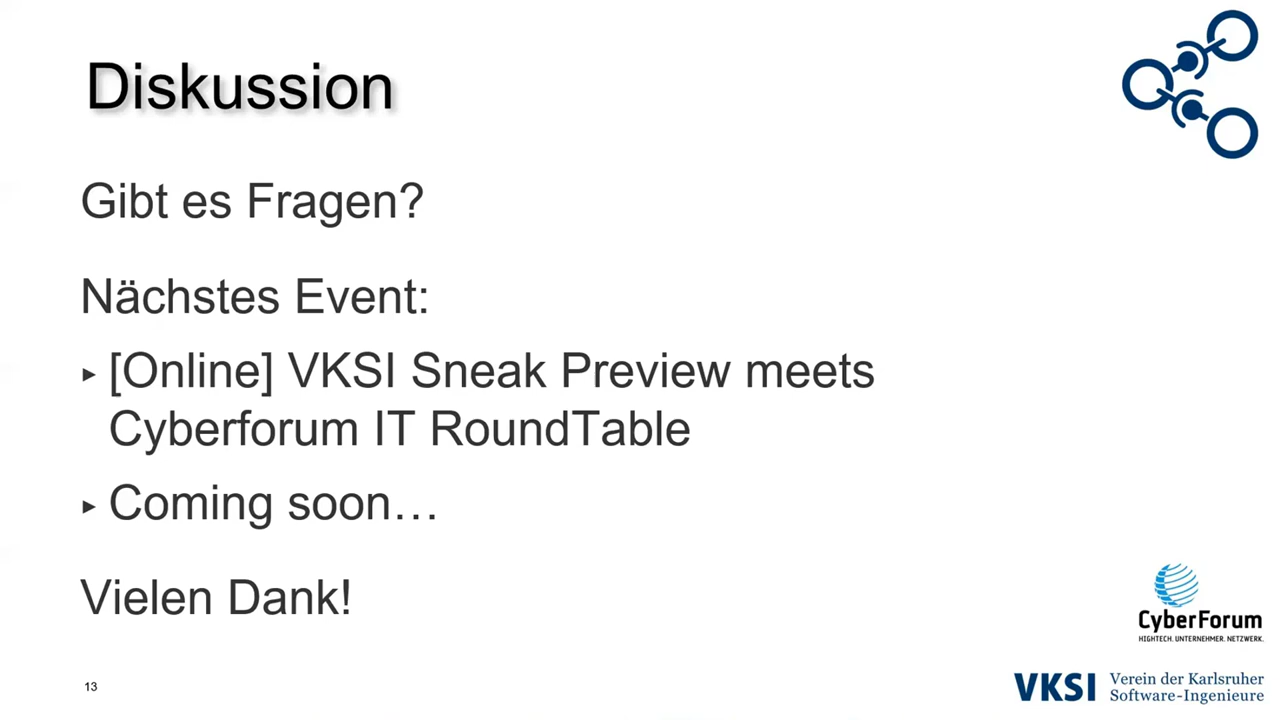 Diskussion
Gibt es Fragen?
Nächstes Event:
▸ [Online] VKSI Sneak Preview meets
Cyberforum IT RoundTable
▸ Coming soon…
Vielen Dank!
CyberForum
HIGHTECH. UNTERNEHMER. NETZWERK.
13
VKSI Verein der Karlsruher
Software-Ingenieure